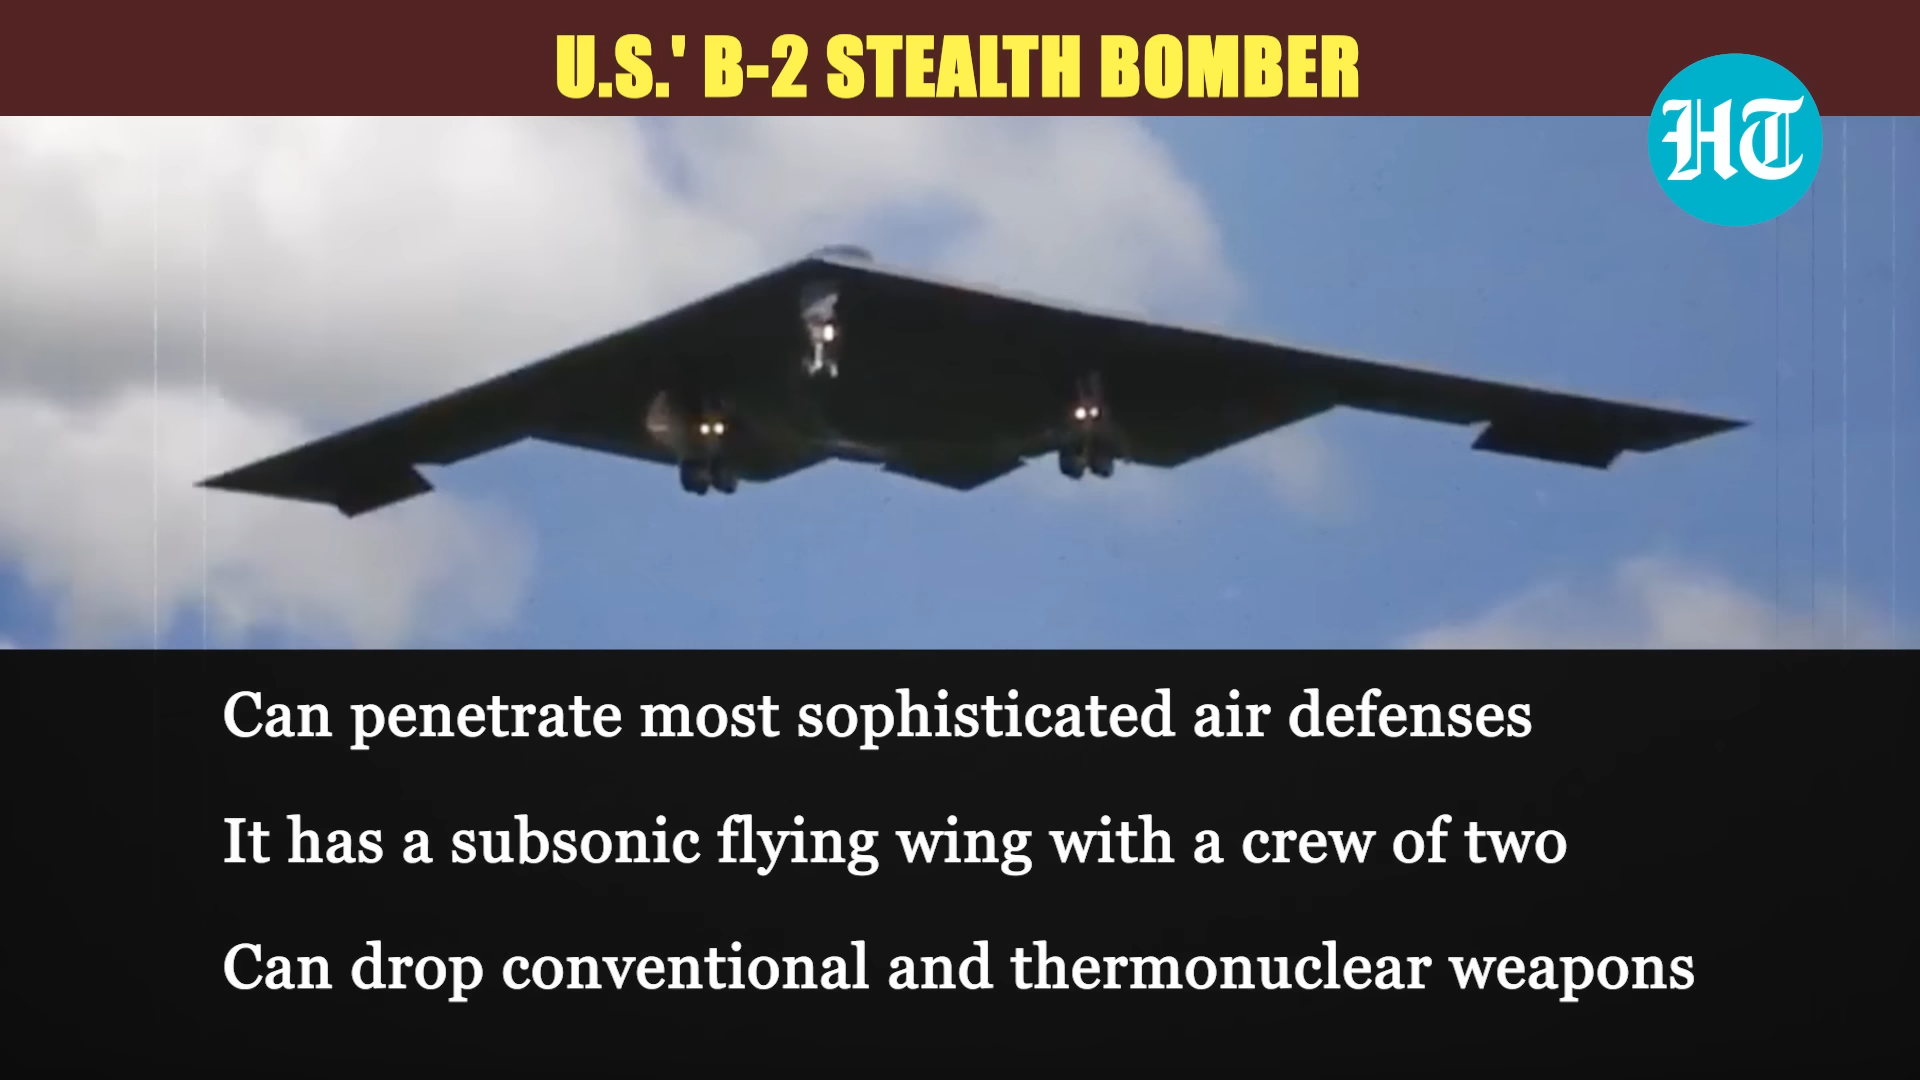 U.S.' B-2 STEALTH BOMBER
HT
Can penetrate most sophisticated air defenses
It has a subsonic flying wing with a crew of two
Can drop conventional and thermonuclear weapons